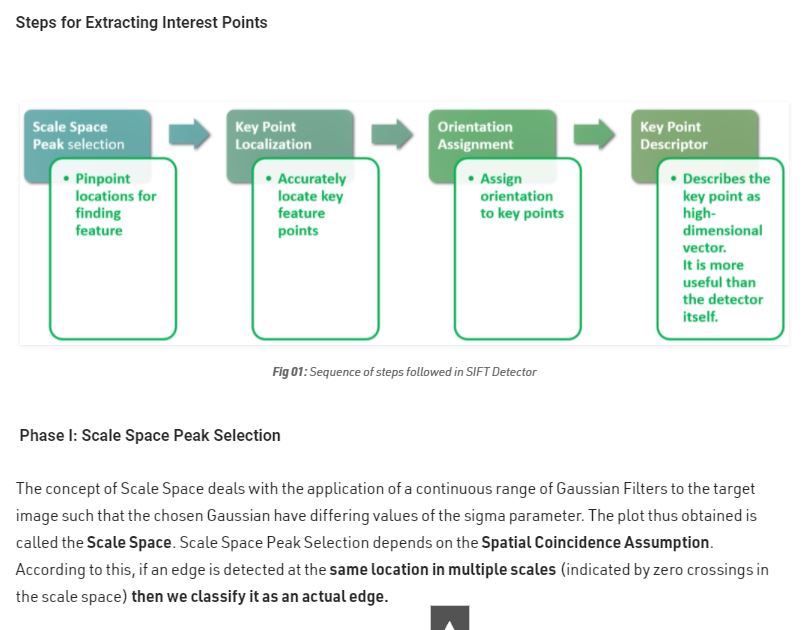 Steps for Extracting Interest Points
Scale Space
Peak selection
• Pinpoint
locations for
finding
feature
Key Point
Localization
• Accurately
locate key
feature
points
Orientation
Assignment
• Assign
orientation
to key points
Key Point
Descriptor
• Describes the
key point as
high-
dimensional
vector.
It is more
useful than
the detector
itself.
Fig 01: Sequence of steps followed in SIFT Detector
Phase I: Scale Space Peak Selection
The concept of Scale Space deals with the application of a continuous range of Gaussian Filters to the target
image such that the chosen Gaussian have differing values of the sigma parameter. The plot thus obtained is
called the Scale Space. Scale Space Peak Selection depends on the Spatial Coincidence Assumption.
According to this, if an edge is detected at the same location in multiple scales (indicated by zero crossings in
the scale space) then we classify it as an actual edge.